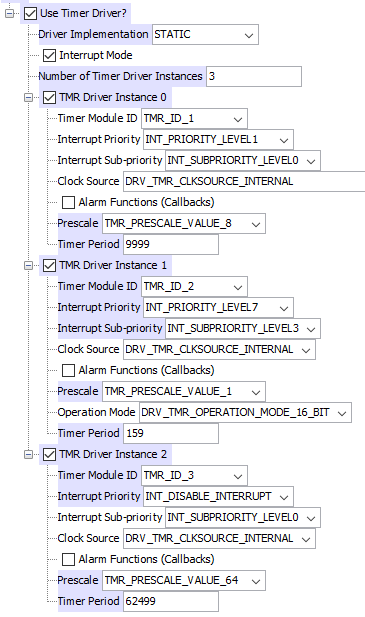 Use Timer Driver?
Driver Implementation STATIC
Interrupt Mode
Number of Timer Driver Instances 3
TMR Driver Instance 0
Timer Module ID TMR_ID_1
Interrupt Priority INT_PRIORITY_LEVEL1
Interrupt Sub-priority INT_SUBPRIORITY_LEVEL0
Clock Source DRV_TMR_CLKSOURCE_INTERNAL
Alarm Functions (Callbacks)
Prescale TMR_PRESCALE_VALUE_8
Timer Period 9999
TMR Driver Instance 1
Timer Module ID TMR_ID_2
Interrupt Priority INT_PRIORITY_LEVEL7
Interrupt Sub-priority INT_SUBPRIORITY_LEVEL3
Clock Source DRV_TMR_CLKSOURCE_INTERNAL
Alarm Functions (Callbacks)
Prescale TMR_PRESCALE_VALUE_1
Operation Mode DRV_TMR_OPERATION_MODE_16_BIT
Timer Period 159
TMR Driver Instance 2
Timer Module ID TMR_ID_3
Interrupt Priority INT_DISABLE_INTERRUPT
Interrupt Sub-priority INT_SUBPRIORITY_LEVEL0
Clock Source DRV_TMR_CLKSOURCE_INTERNAL
Alarm Functions (Callbacks)
Prescale TMR_PRESCALE_VALUE_64
Timer Period 62499